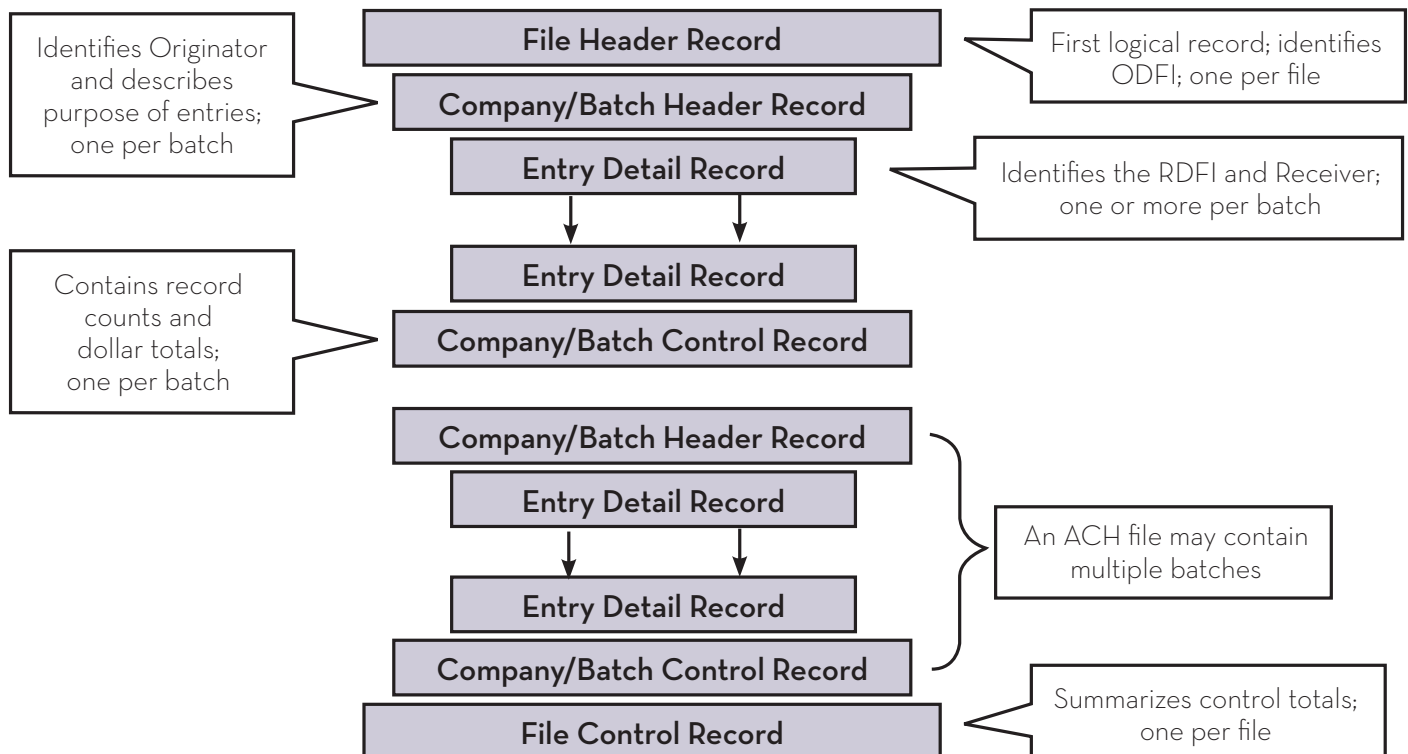 File Header Record
Identifies Originator
and describes
purpose of entries;
one per batch
First logical record; identifies
ODFI; one per file
Company/Batch Header Record
Entry Detail Record
Identifies the RDFI and Receiver;
one or more per batch
Entry Detail Record
Contains record
counts and
dollar totals;
one per batch
Company/Batch Control Record
Company/Batch Header Record
Entry Detail Record
An ACH file may contain
multiple batches
Entry Detail Record
Company/Batch Control Record
Summarizes control totals;
one per file
File Control Record